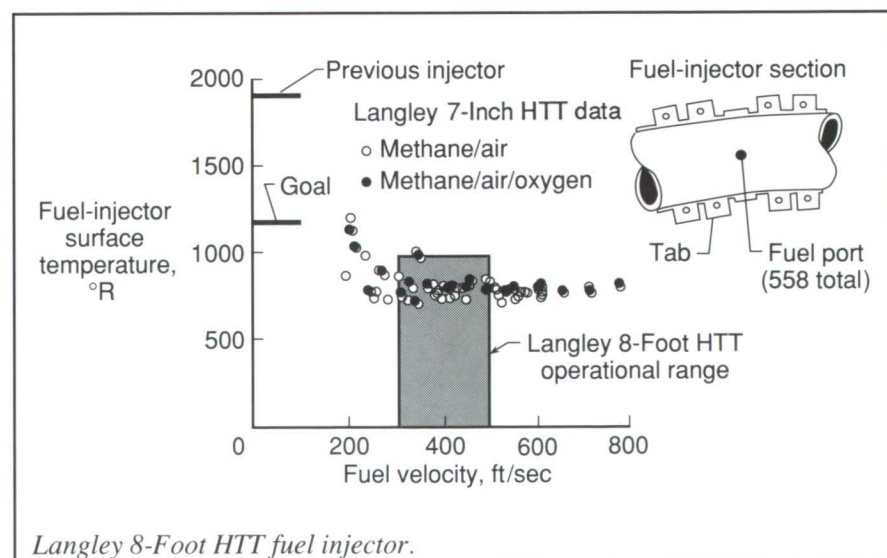 2000
1500
1000
500
0
200
400
600
800
Fuel-injector
surface
temperature,
°R
Fuel velocity, ft/sec
Previous injector
Goal
Langley 7-Inch HTT data
○ Methane/air
● Methane/air/oxygen
Fuel-injector section
Tab
Fuel port
(558 total)
Langley 8-Foot HTT
operational range
Langley 8-Foot HTT fuel injector.